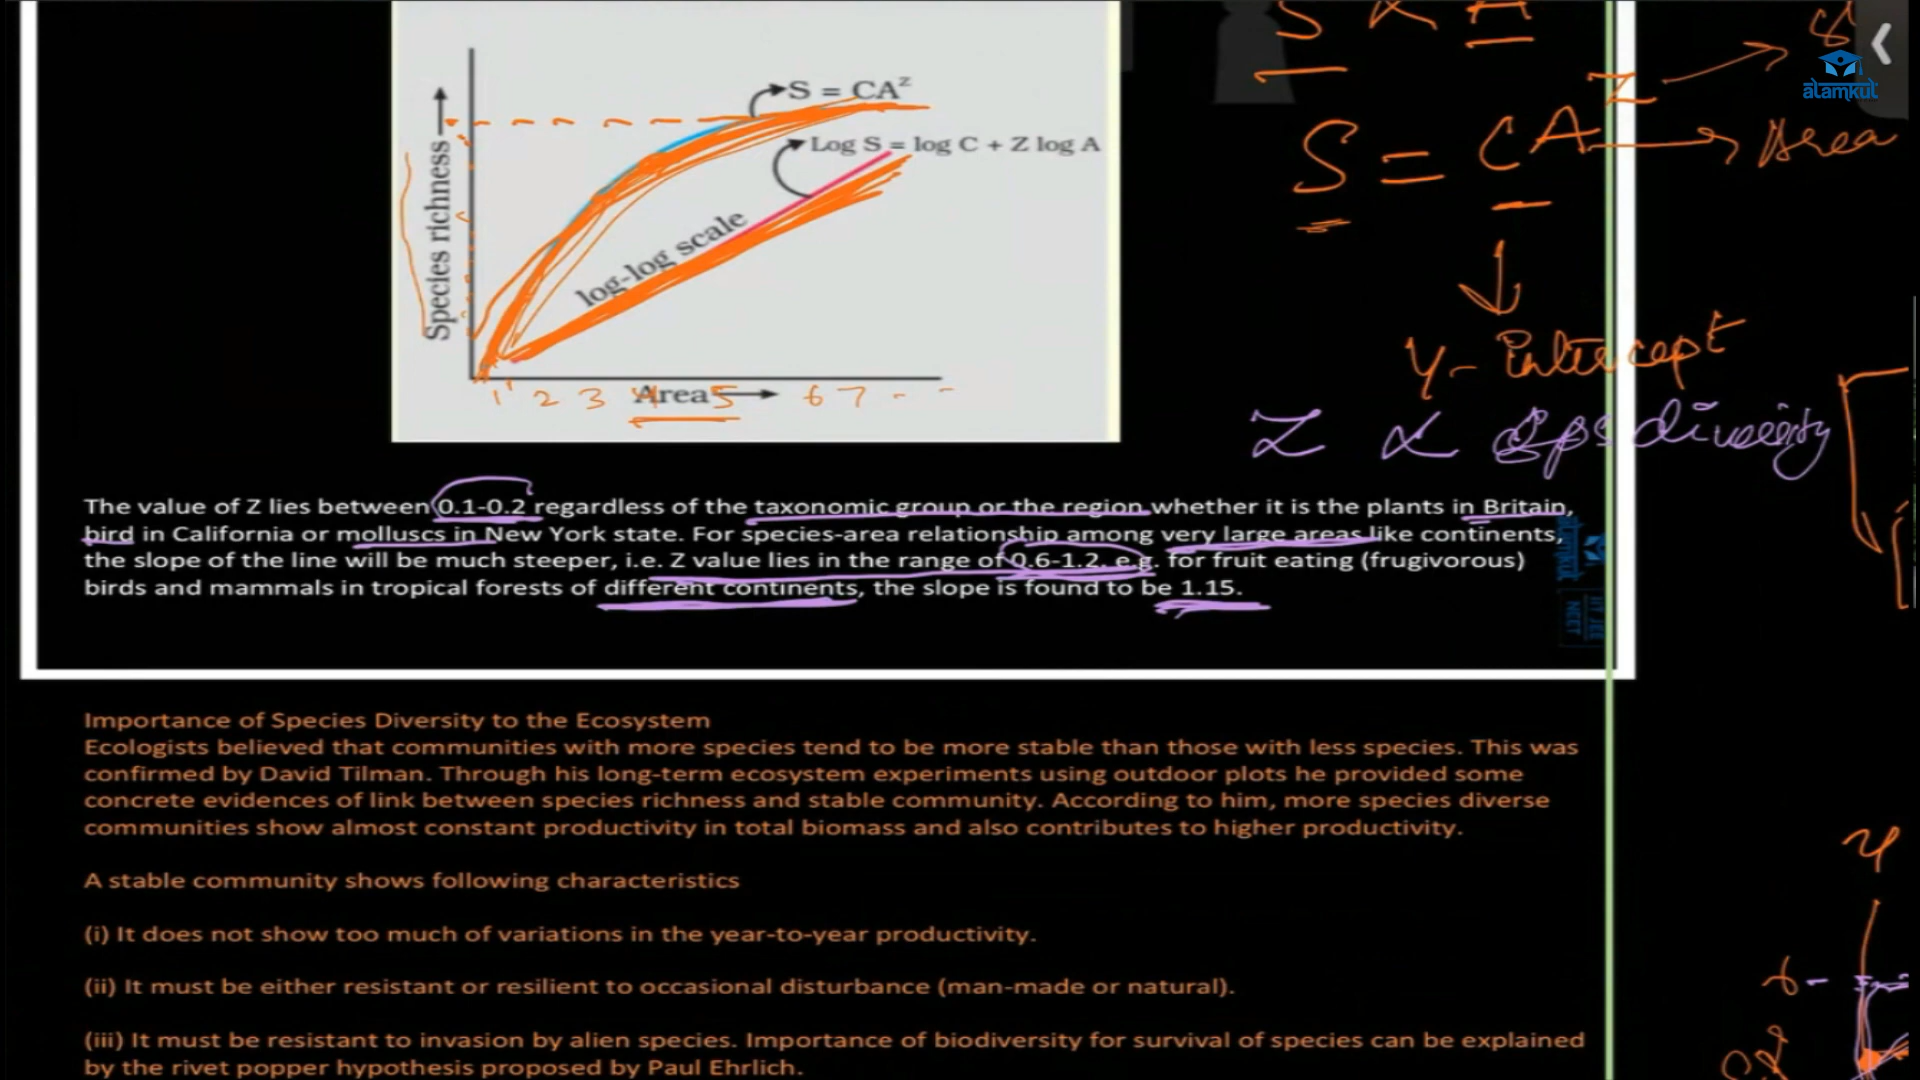 S ∝ A
S = CA^Z
Log S = log C + Z log A
log-log scale
Species richness
Area
1 2 3 4 5 6 7 - -
S = CA^Z
Area
Y- Intercept
Z ∝ Sps diversity
alamkut
The value of Z lies between 0.1-0.2 regardless of the taxonomic group or the region whether it is the plants in Britain,
bird in California or molluscs in New York state. For species-area relationship among very large areas like continents,
the slope of the line will be much steeper, i.e. Z value lies in the range of 0.6-1.2, e.g. for fruit eating (frugivorous)
birds and mammals in tropical forests of different continents, the slope is found to be 1.15.
IIT JEE
NEET
Importance of Species Diversity to the Ecosystem
Ecologists believed that communities with more species tend to be more stable than those with less species. This was
confirmed by David Tilman. Through his long-term ecosystem experiments using outdoor plots he provided some
concrete evidences of link between species richness and stable community. According to him, more species diverse
communities show almost constant productivity in total biomass and also contributes to higher productivity.
A stable community shows following characteristics
(i) It does not show too much of variations in the year-to-year productivity.
(ii) It must be either resistant or resilient to occasional disturbance (man-made or natural).
(iii) It must be resistant to invasion by alien species. Importance of biodiversity for survival of species can be explained
by the rivet popper hypothesis proposed by Paul Ehrlich.